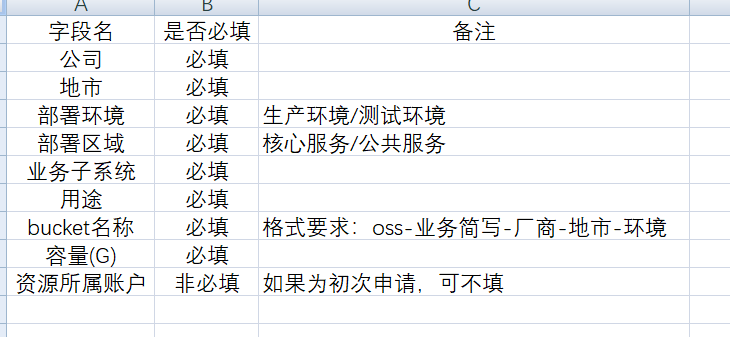 A B C
字段名 是否必填 备注
公司 必填
地市 必填
部署环境 必填 生产环境/测试环境
部署区域 必填 核心服务/公共服务
业务子系统 必填
用途 必填
bucket名称 必填 格式要求：oss-业务简写-厂商-地市-环境
容量(G) 必填
资源所属账户 非必填 如果为初次申请，可不填